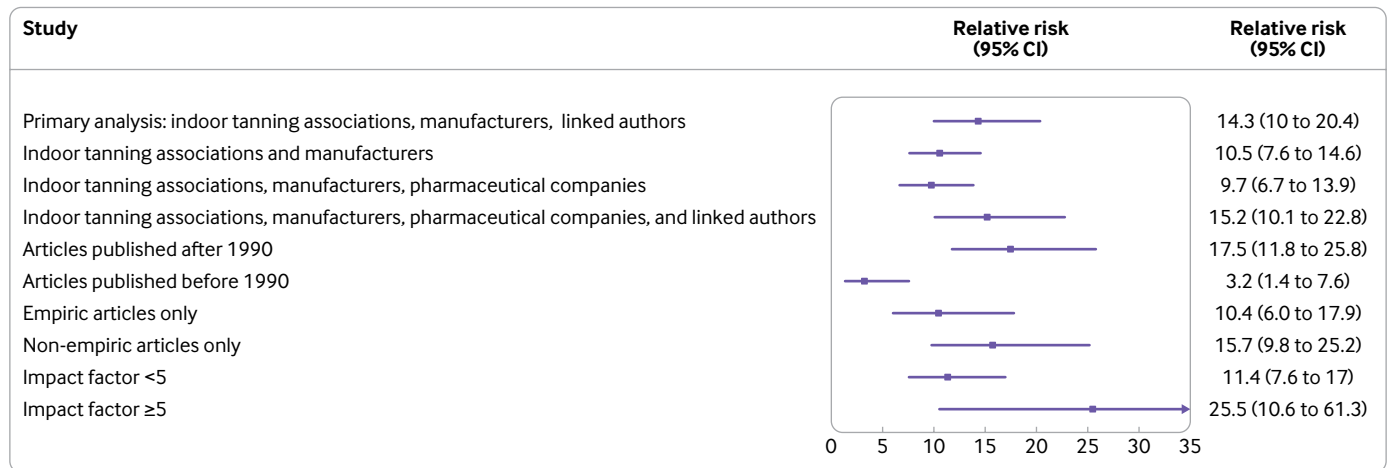 Study Relative risk (95% CI) Relative risk (95% CI)
Primary analysis: indoor tanning associations, manufacturers, linked authors 14.3 (10 to 20.4)
Indoor tanning associations and manufacturers 10.5 (7.6 to 14.6)
Indoor tanning associations, manufacturers, pharmaceutical companies 9.7 (6.7 to 13.9)
Indoor tanning associations, manufacturers, pharmaceutical companies, and linked authors 15.2 (10.1 to 22.8)
Articles published after 1990 17.5 (11.8 to 25.8)
Articles published before 1990 3.2 (1.4 to 7.6)
Empiric articles only 10.4 (6.0 to 17.9)
Non-empiric articles only 15.7 (9.8 to 25.2)
Impact factor <5 11.4 (7.6 to 17)
Impact factor ≥5 25.5 (10.6 to 61.3)
0 5 10 15 20 25 30 35